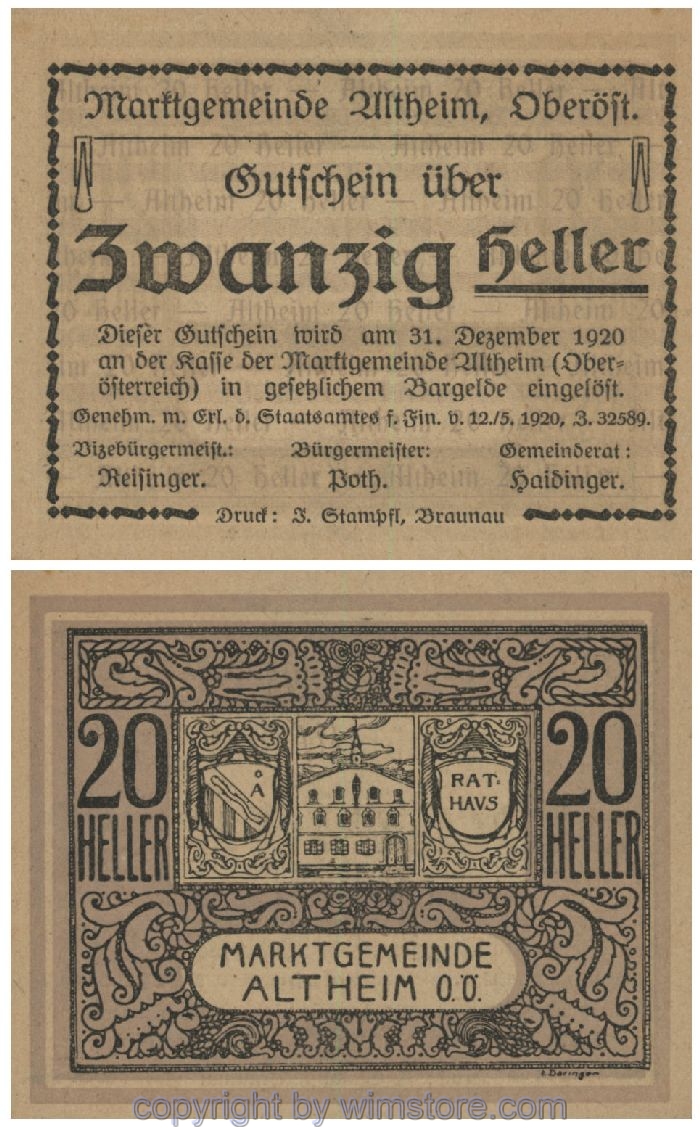 Marktgemeinde Altheim, Oberöst.
Gutschein über
Zwanzig Heller
Dieser Gutschein wird am 31. Dezember 1920
an der Kasse der Marktgemeinde Altheim (Ober=
österreich) in gesetzlichem Bargelde eingelöst.
Genehm. m. Erl. d. Staatsamtes f. Fin. v. 12./5. 1920, Z. 32589.
Vizebürgermeist.: Bürgermeister: Gemeinderat:
Reisinger. Poth. Haidinger.
Druck: J. Stampfl, Braunau
20 20
HELLER HELLER
Å
RAT-
HAVS
MARKTGEMEINDE
ALTHEIM O.Ö.
copyright by wimstore.com